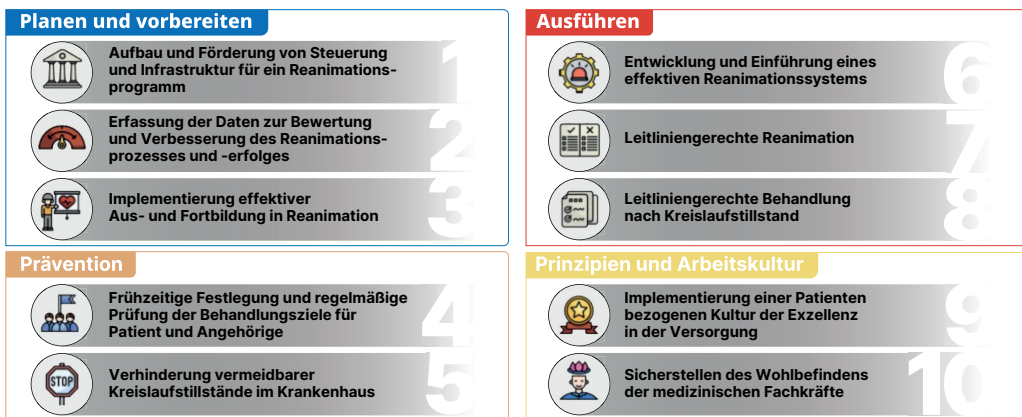 Planen und vorbereiten
Aufbau und Förderung von Steuerung
und Infrastruktur für ein Reanimations-
programm
1
Erfassung der Daten zur Bewertung
und Verbesserung des Reanimations-
prozesses und -erfolges
2
Implementierung effektiver
Aus- und Fortbildung in Reanimation
3
Prävention
Frühzeitige Festlegung und regelmäßige
Prüfung der Behandlungsziele für
Patient und Angehörige
4
STOP
Verhinderung vermeidbarer
Kreislaufstillstände im Krankenhaus
5
Ausführen
Entwicklung und Einführung eines
effektiven Reanimationssystems
6
Leitliniengerechte Reanimation
7
Leitliniengerechte Behandlung
nach Kreislaufstillstand
8
Prinzipien und Arbeitskultur
Implementierung einer Patienten
bezogenen Kultur der Exzellenz
in der Versorgung
9
Sicherstellen des Wohlbefindens
der medizinischen Fachkräfte
10